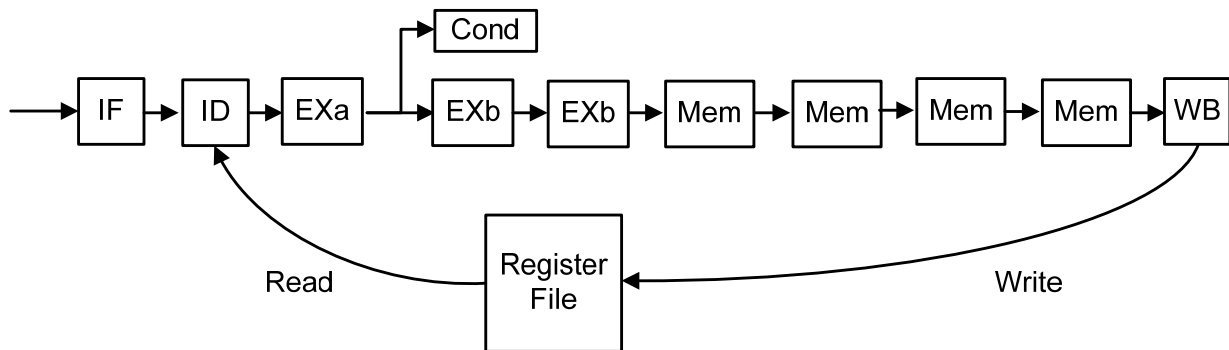 Cond
IF
ID
EXa
EXb
EXb
Mem
Mem
Mem
Mem
WB
Register
File
Read
Write